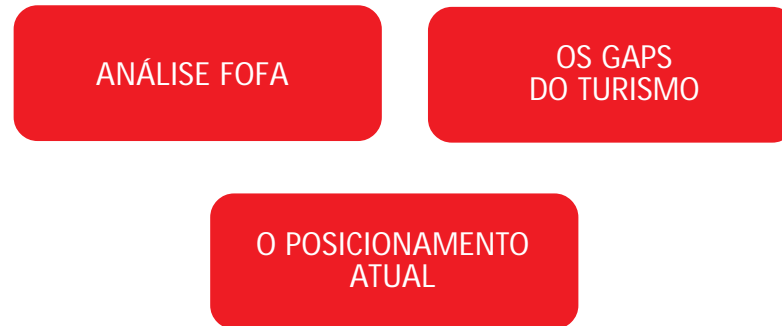 ANÁLISE FOFA
OS GAPS
DO TURISMO
O POSICIONAMENTO
ATUAL